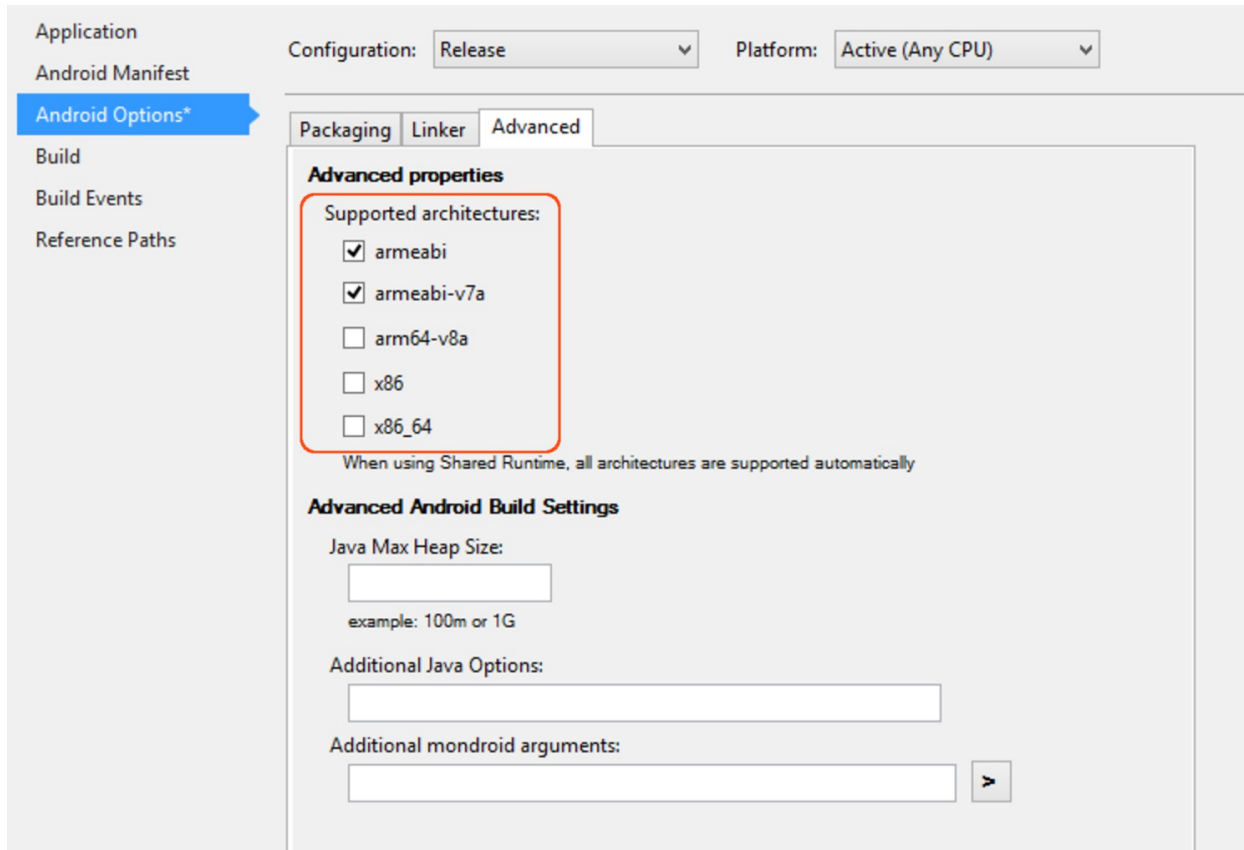 Application
Android Manifest
Android Options*
Build
Build Events
Reference Paths
Configuration: Release Platform: Active (Any CPU)
Packaging Linker Advanced
Advanced properties
Supported architectures:
armeabi
armeabi-v7a
arm64-v8a
x86
x86_64
When using Shared Runtime, all architectures are supported automatically
Advanced Android Build Settings
Java Max Heap Size:
example: 100m or 1G
Additional Java Options:
Additional mondroid arguments:
>